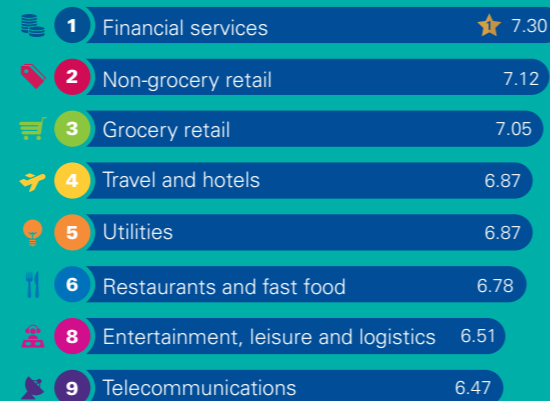 1 Financial services 1 7.30
2 Non-grocery retail 7.12
3 Grocery retail 7.05
4 Travel and hotels 6.87
5 Utilities 6.87
6 Restaurants and fast food 6.78
8 Entertainment, leisure and logistics 6.51
9 Telecommunications 6.47